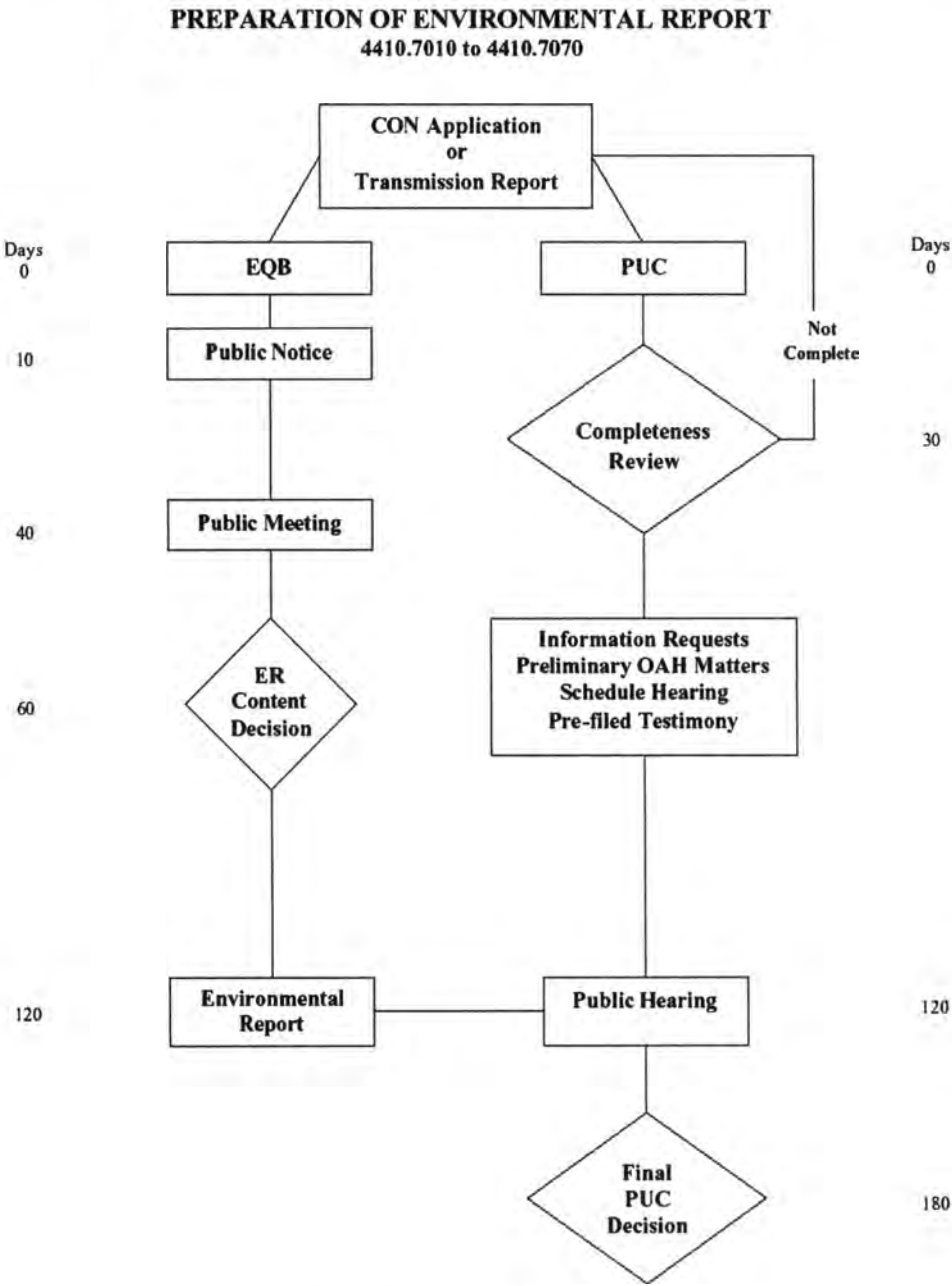 PREPARATION OF ENVIRONMENTAL REPORT
4410.7010 to 4410.7070
CON Application
or
Transmission Report
Days
0
EQB
PUC
Days
0
10
Public Notice
Not
Complete
Completeness
Review
30
40
Public Meeting
Information Requests
Preliminary OAH Matters
Schedule Hearing
Pre-filed Testimony
60
ER
Content
Decision
120
Environmental
Report
Public Hearing
120
Final
PUC
Decision
180